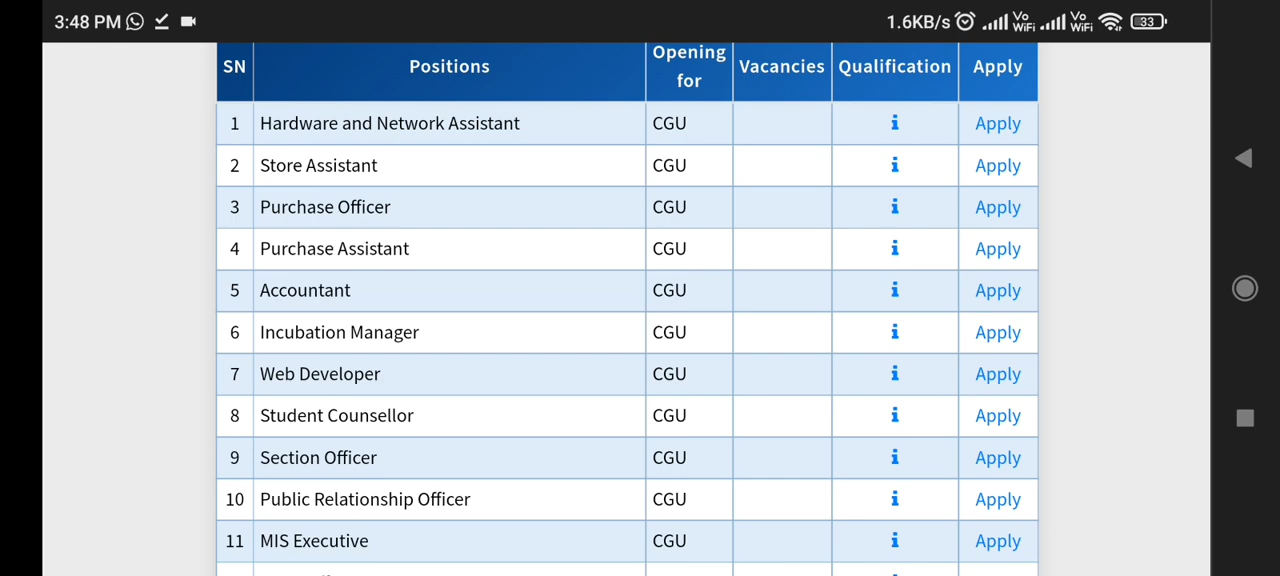 3:48 PM 1.6KB/s Vo WiFi Vo WiFi 33
SN Positions Opening for Vacancies Qualification Apply
1 Hardware and Network Assistant CGU i Apply
2 Store Assistant CGU i Apply
3 Purchase Officer CGU i Apply
4 Purchase Assistant CGU i Apply
5 Accountant CGU i Apply
6 Incubation Manager CGU i Apply
7 Web Developer CGU i Apply
8 Student Counsellor CGU i Apply
9 Section Officer CGU i Apply
10 Public Relationship Officer CGU i Apply
11 MIS Executive CGU i Apply